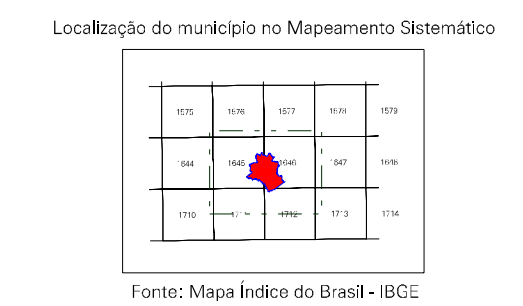 Localização do município no Mapeamento Sistemático
1575 1576 1577 1578 1579
1644 1645 1646 1647 1648
1710 1712 1713 1714
Fonte: Mapa Índice do Brasil - IBGE